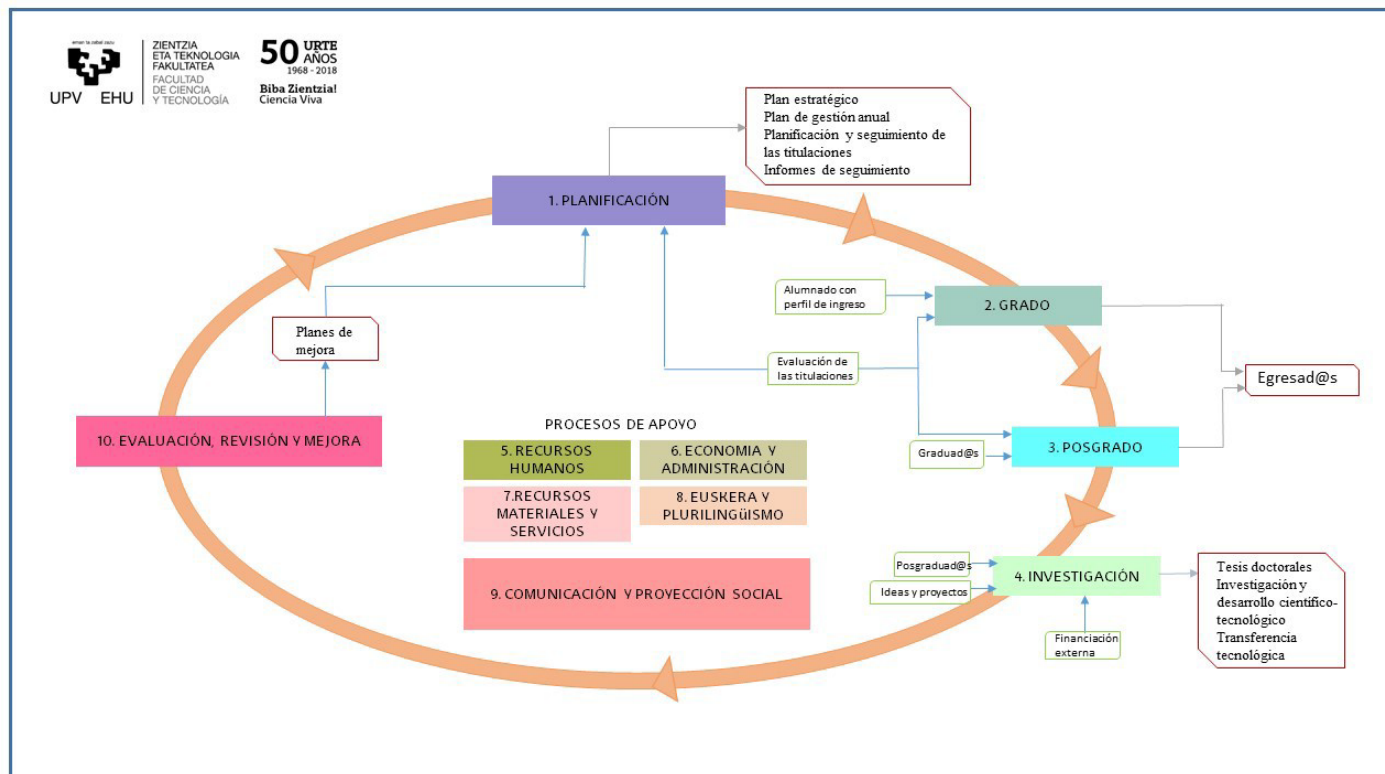 eman ta zabal zazu
UPV EHU
ZIENTZIA
ETA TEKNOLOGIA
FAKULTATEA
FACULTAD
DE CIENCIA
Y TECNOLOGÍA
50 URTE
AÑOS
1968 - 2018
Biba Zientzia!
Ciencia Viva
Plan estratégico
Plan de gestión anual
Planificación y seguimiento de
las titulaciones
Informes de seguimiento
1. PLANIFICACIÓN
Alumnado con
perfil de ingreso
2. GRADO
Planes de
mejora
Evaluación de
las titulaciones
Egresad@s
10. EVALUACIÓN, REVISIÓN Y MEJORA
PROCESOS DE APOYO
5. RECURSOS
HUMANOS
6. ECONOMIA Y
ADMINISTRACIÓN
Graduad@s
3. POSGRADO
7.RECURSOS
MATERIALES Y
SERVICIOS
8. EUSKERA Y
PLURILINGÜISMO
9. COMUNICACIÓN Y PROYECCIÓN SOCIAL
Posgraduad@s
Ideas y proyectos
4. INVESTIGACIÓN
Financiación
externa
Tesis doctorales
Investigación y
desarrollo científico-
tecnológico
Transferencia
tecnológica